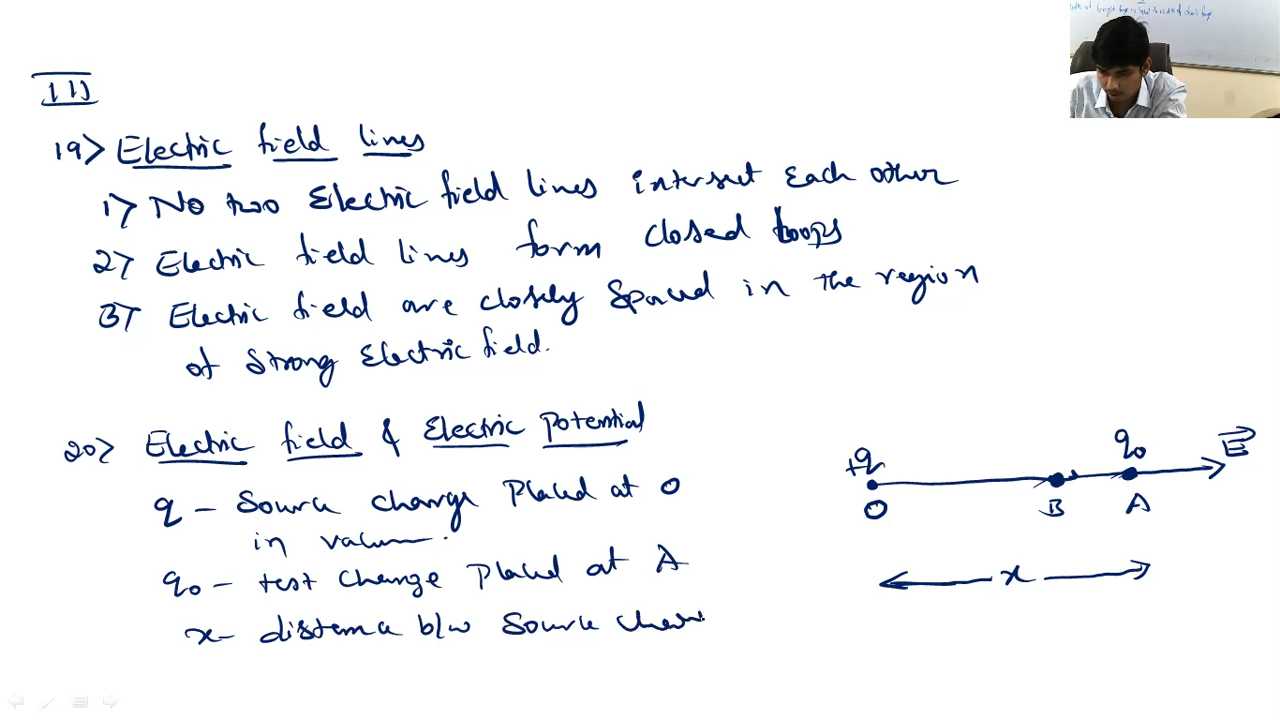 III
19> Electric field lines
1> No two Electric field lines intersect Each other
2> Electric field lines form closed loops
3> Electric field are closely spaced in the region
of strong Electric field.
20> Electric field & Electric potential
q - source charge placed at O
in vacuum.
q0 - test charge placed at A
x - distance b/w source char
+q
q0
E
O
B
A
x